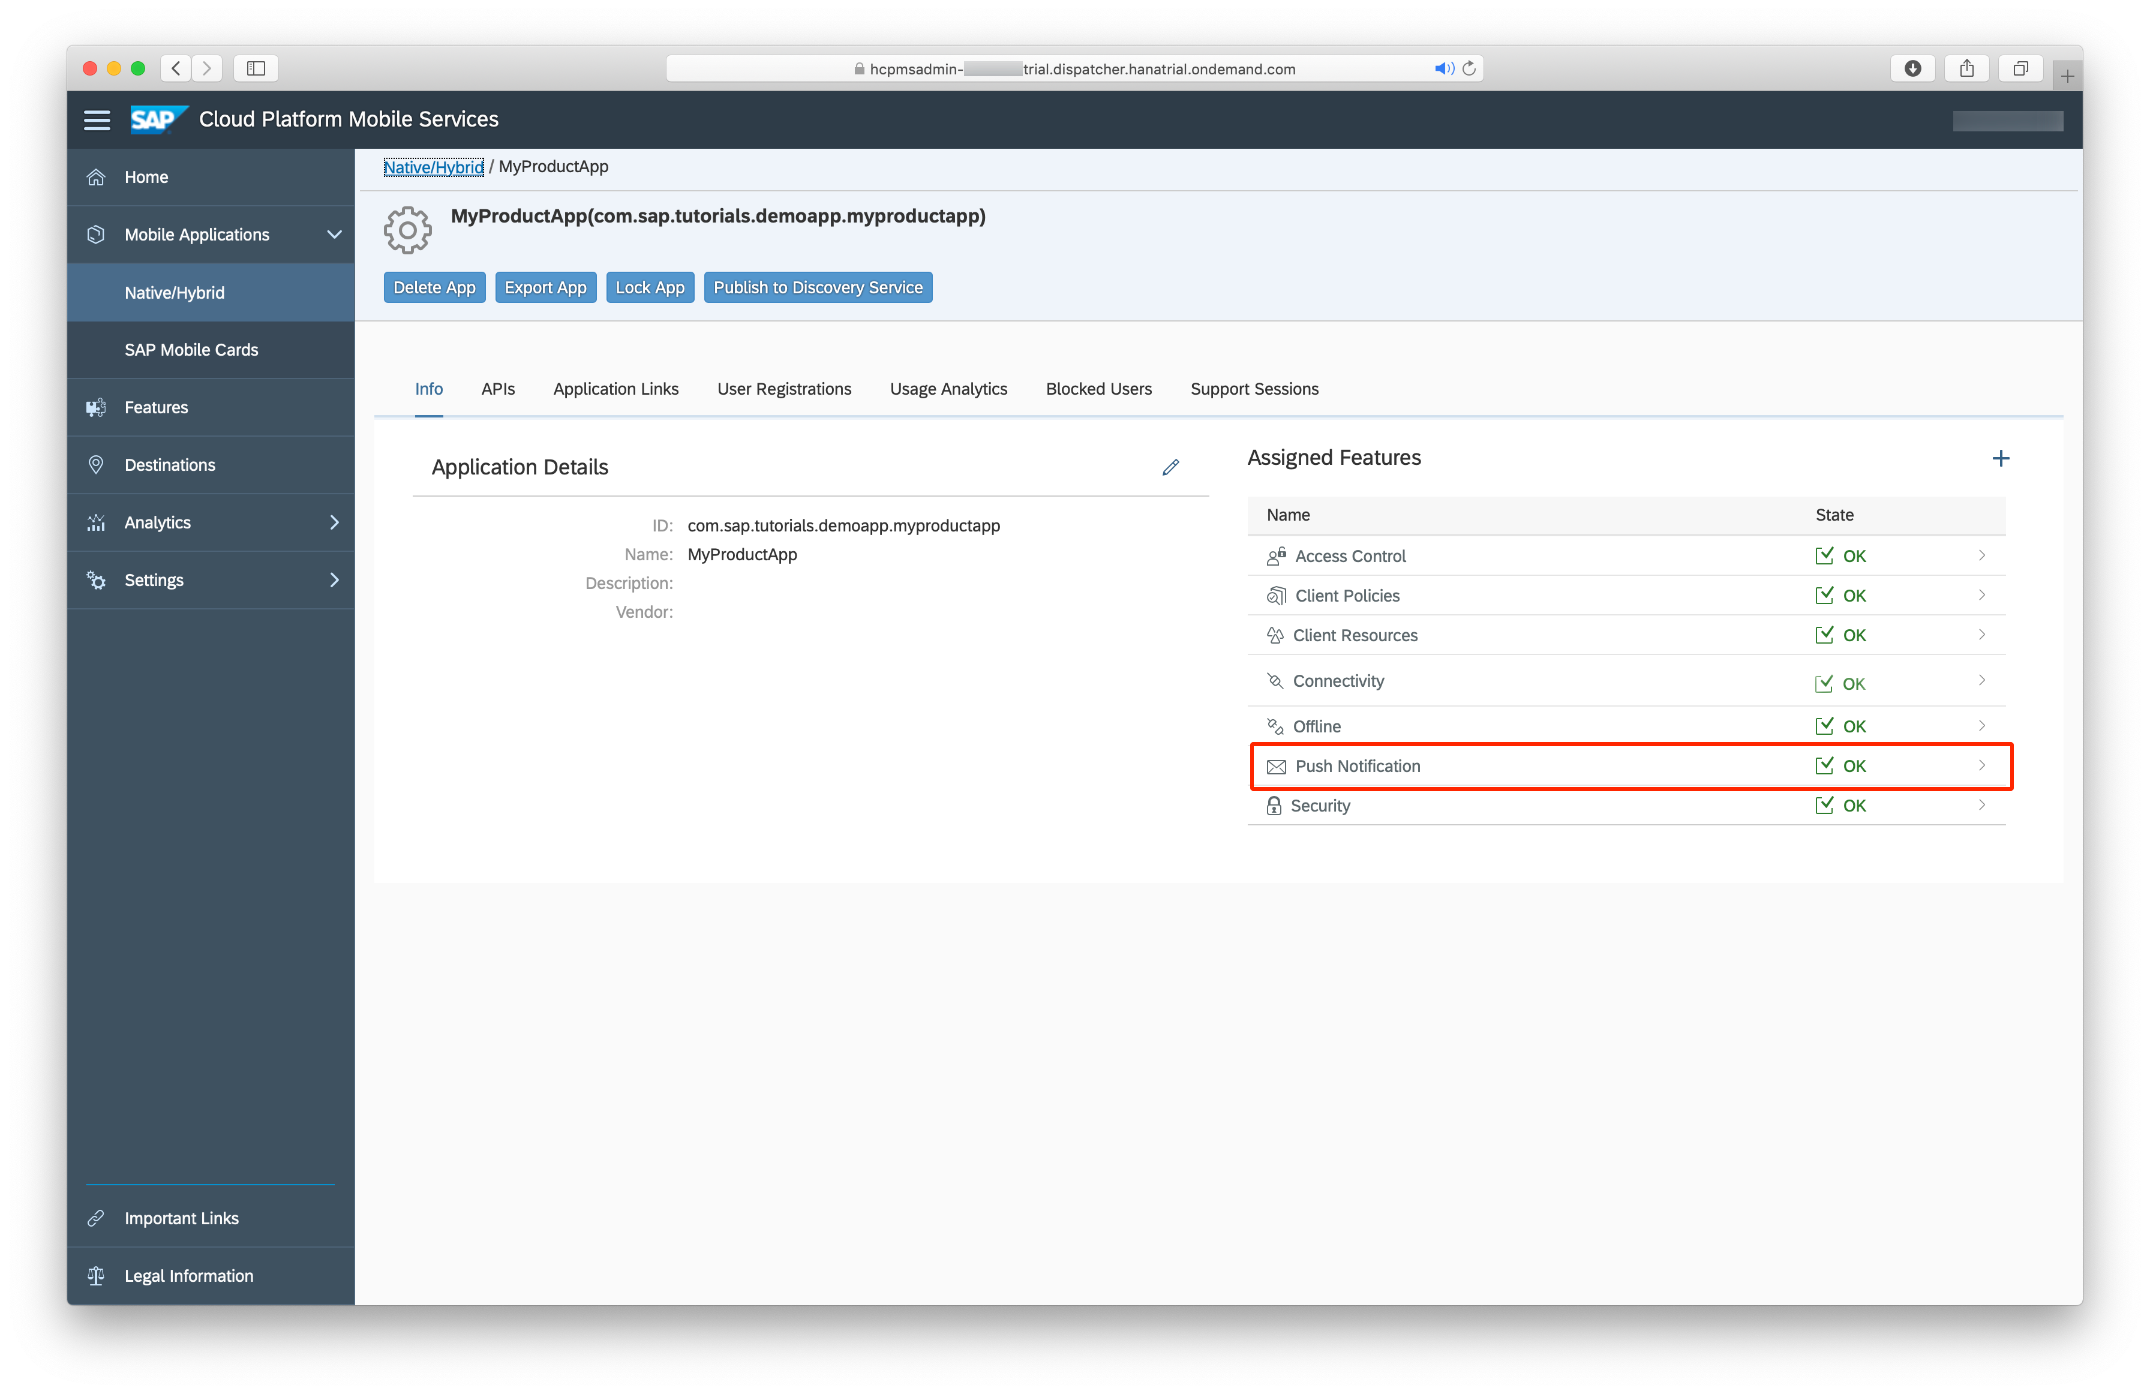 hcpmsadmin-
trial.dispatcher.hanatrial.ondemand.com
SAP Cloud Platform Mobile Services
Home
Mobile Applications
Native/Hybrid
SAP Mobile Cards
Features
Destinations
Analytics
Settings
Important Links
Legal Information
Native/Hybrid / MyProductApp
MyProductApp(com.sap.tutorials.demoapp.myproductapp)
Delete App Export App Lock App Publish to Discovery Service
Info APIs Application Links User Registrations Usage Analytics Blocked Users Support Sessions
Application Details
ID: com.sap.tutorials.demoapp.myproductapp
Name: MyProductApp
Description:
Vendor:
Assigned Features
Name State
Access Control OK
Client Policies OK
Client Resources OK
Connectivity OK
Offline OK
Push Notification OK
Security OK